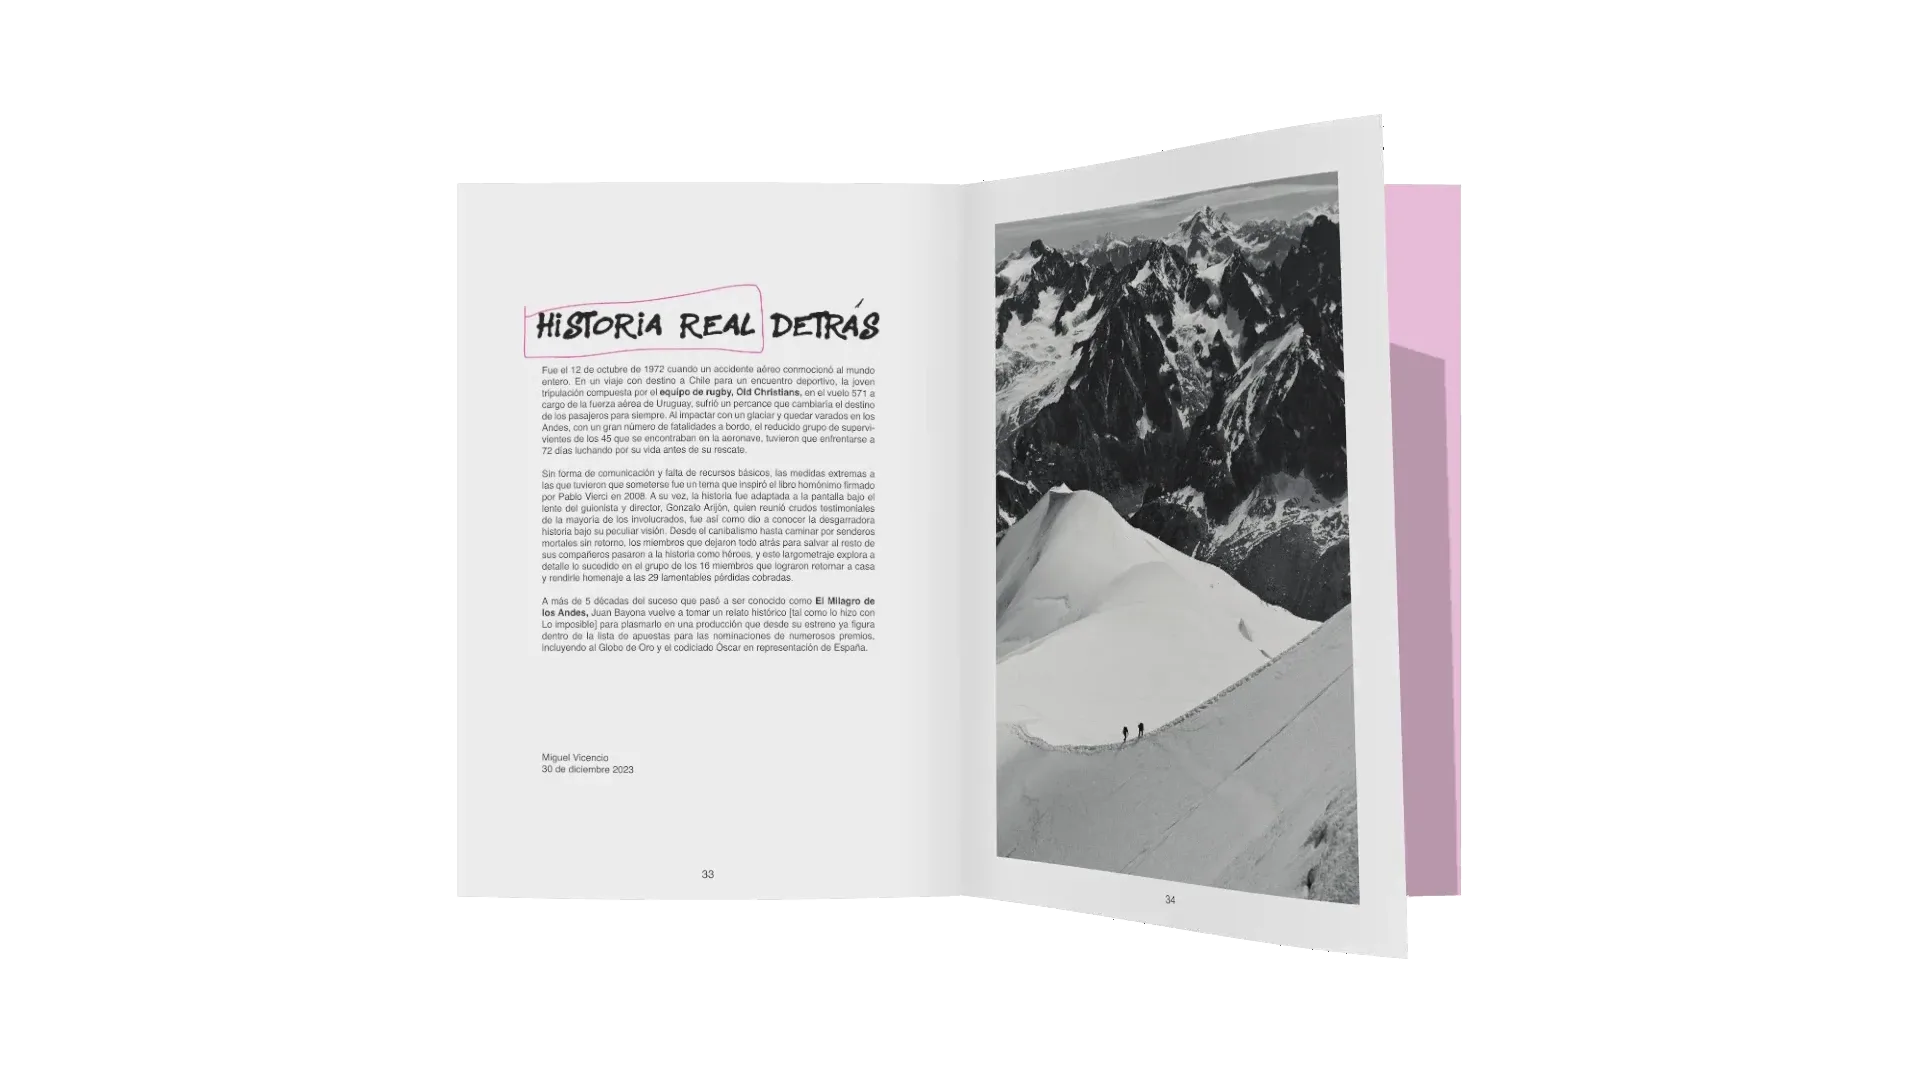 HiSTORiA REAL DETRÁS
Fue el 12 de octubre de 1972 cuando un accidente aéreo conmocionó al mundo
entero. En un viaje con destino a Chile para un encuentro deportivo, la joven
tripulación compuesta por el equipo de rugby, Old Christians, en el vuelo 571 a
cargo de la fuerza aérea de Uruguay, sufrió un percance que cambiaría el destino
de los pasajeros para siempre. Al impactar con un glaciar y quedar varados en los
Andes, con un gran número de fatalidades a bordo, el reducido grupo de supervi-
vientes de los 45 que se encontraban en la aeronave, tuvieron que enfrentarse a
72 días luchando por su vida antes de su rescate.
Sin forma de comunicación y falta de recursos básicos, las medidas extremas a
las que tuvieron que someterse fue un tema que inspiró el libro homónimo firmado
por Pablo Vierci en 2008. A su vez, la historia fue adaptada a la pantalla bajo el
lente del guionista y director, Gonzalo Arijón, quien reunió crudos testimoniales
de la mayoría de los involucrados, fue así como dio a conocer la desgarradora
historia bajo su peculiar visión. Desde el canibalismo hasta caminar por senderos
mortales sin retorno, los miembros que dejaron todo atrás para salvar al resto de
sus compañeros pasaron a la historia como héroes, y este largometraje explora a
detalle lo sucedido en el grupo de los 16 miembros que lograron retornar a casa
y rendirle homenaje a las 29 lamentables pérdidas cobradas.
A más de 5 décadas del suceso que pasó a ser conocido como El Milagro de
los Andes, Juan Bayona vuelve a tomar un relato histórico [tal como lo hizo con
Lo imposible] para plasmarlo en una producción que desde su estreno ya figura
dentro de la lista de apuestas para las nominaciones de numerosos premios,
incluyendo al Globo de Oro y el codiciado Óscar en representación de España.
Miguel Vicencio
30 de diciembre 2023
33
34